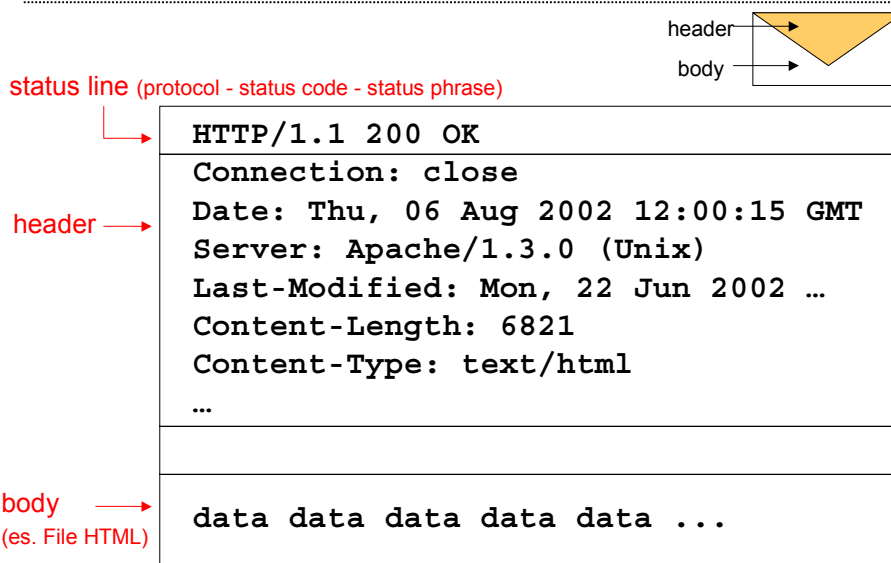 header
body
status line (protocol - status code - status phrase)
HTTP/1.1 200 OK
Connection: close
Date: Thu, 06 Aug 2002 12:00:15 GMT
header
Server: Apache/1.3.0 (Unix)
Last-Modified: Mon, 22 Jun 2002 …
Content-Length: 6821
Content-Type: text/html
…
body
(es. File HTML)
data data data data data ...